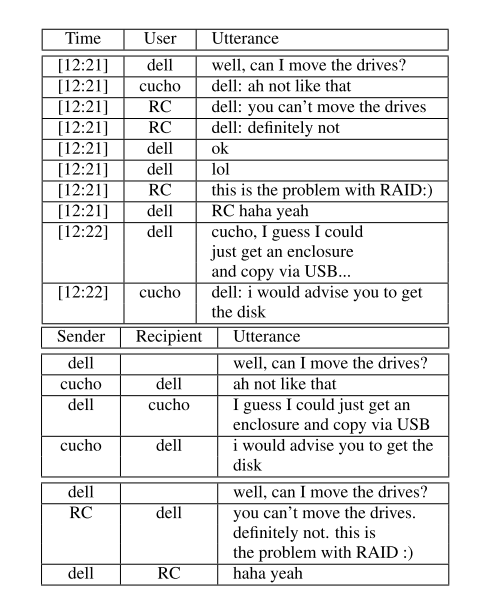 Time User Utterance
[12:21] dell well, can I move the drives?
[12:21] cucho dell: ah not like that
[12:21] RC dell: you can't move the drives
[12:21] RC dell: definitely not
[12:21] dell ok
[12:21] dell lol
[12:21] RC this is the problem with RAID:)
[12:21] dell RC haha yeah
[12:22] dell cucho, I guess I could
just get an enclosure
and copy via USB...
[12:22] cucho dell: i would advise you to get
the disk
Sender Recipient Utterance
dell well, can I move the drives?
cucho dell ah not like that
dell cucho I guess I could just get an
enclosure and copy via USB
cucho dell i would advise you to get the
disk
dell well, can I move the drives?
RC dell you can't move the drives.
definitely not. this is
the problem with RAID :)
dell RC haha yeah